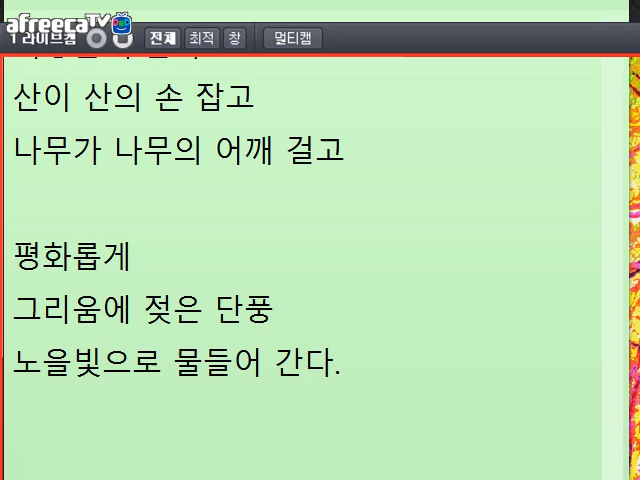 afreecaTV
1 라이브캠 전체 최적 창 멀티캠
산이 산의 손 잡고
나무가 나무의 어깨 걸고
평화롭게
그리움에 젖은 단풍
노을빛으로 물들어 간다.